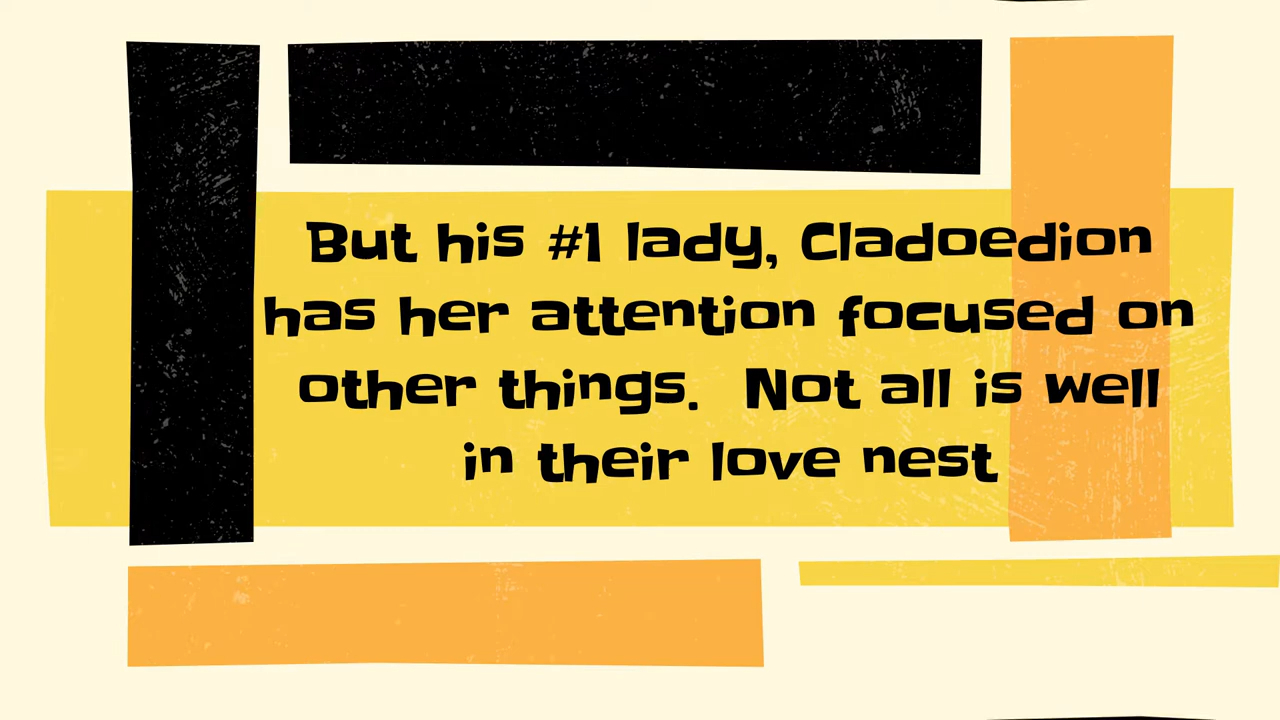 But his #1 lady, Cladoedion
has her attention focused on
other things.  Not all is well
in their love nest